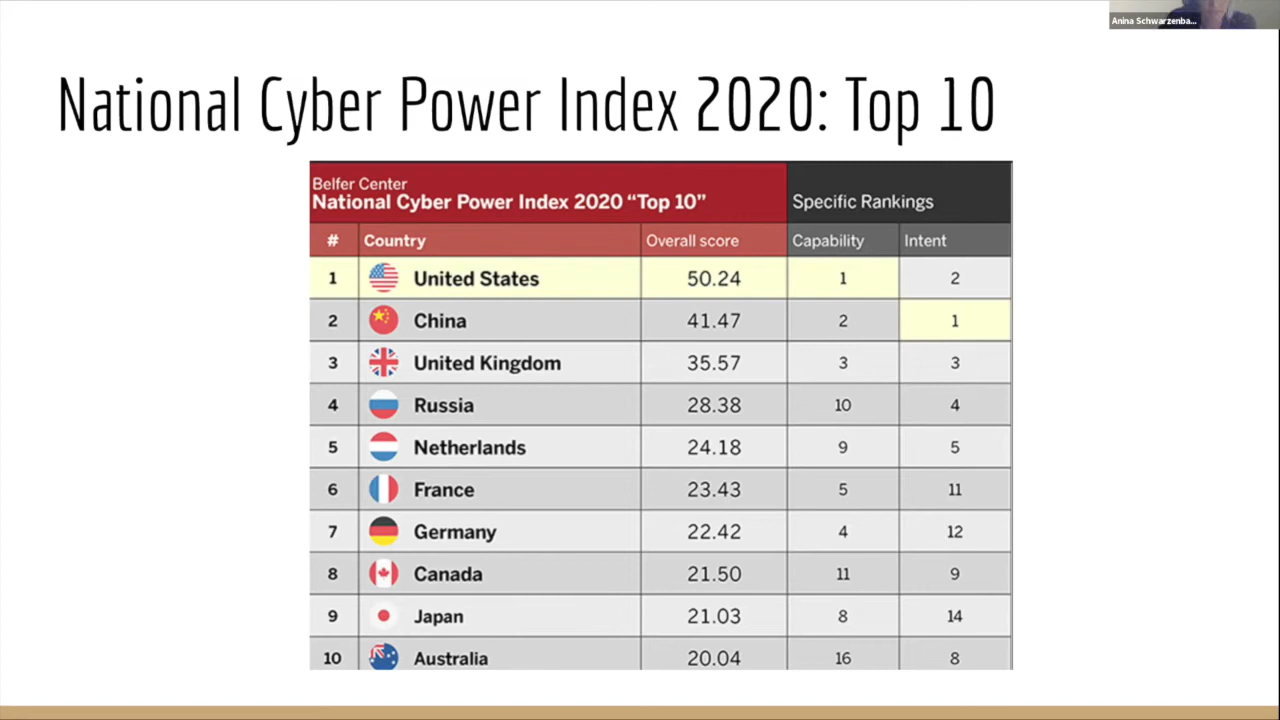 Anina Schwarzenba...
National Cyber Power Index 2020: Top 10
Belfer Center
National Cyber Power Index 2020 “Top 10”
Specific Rankings
# Country Overall score Capability Intent
1 United States 50.24 1 2
2 China 41.47 2 1
3 United Kingdom 35.57 3 3
4 Russia 28.38 10 4
5 Netherlands 24.18 9 5
6 France 23.43 5 11
7 Germany 22.42 4 12
8 Canada 21.50 11 9
9 Japan 21.03 8 14
10 Australia 20.04 16 8